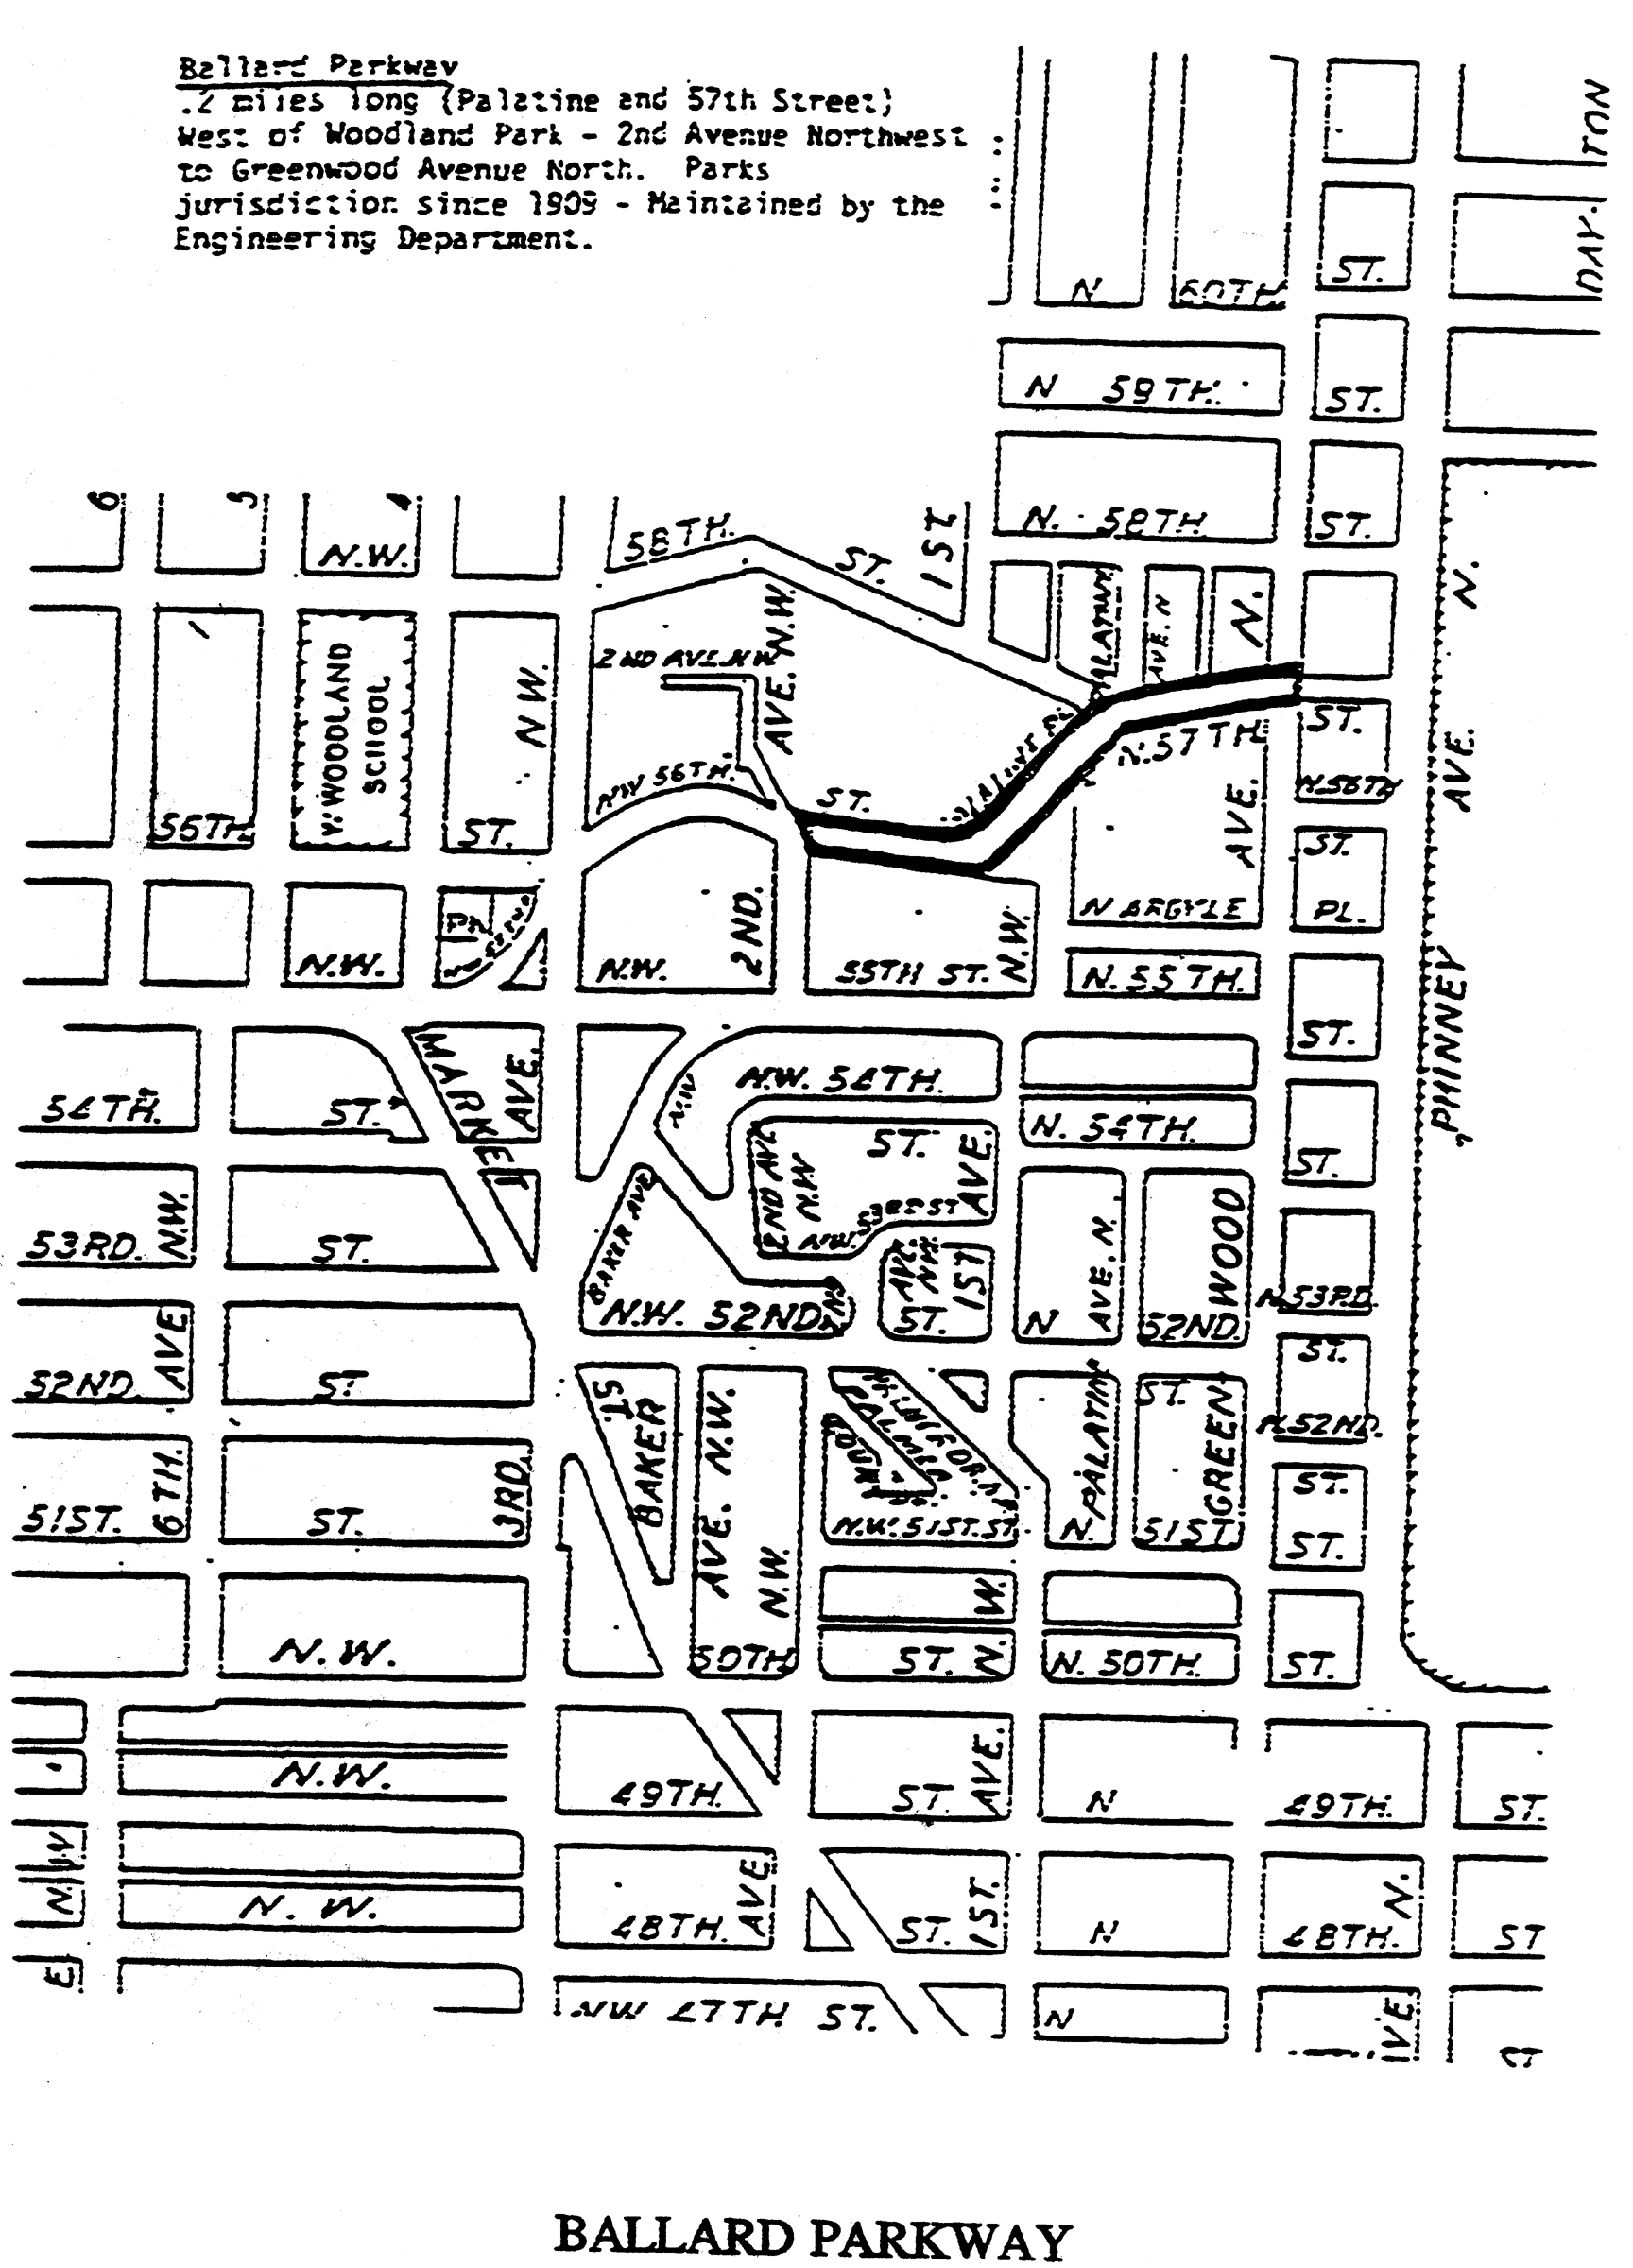 Ballard Parkway
.2 miles long (Palatine and 57th Street)
West of Woodland Park - 2nd Avenue Northwest
to Greenwood Avenue North. Parks
jurisdiction since 1909 - Maintained by the
Engineering Department.
TON
DAY.
ST.
N. 60TH
N 59TH.
ST.
N. 58TH
ST.
6
5
4
N.W.
58TH.
ST.
1ST
AVE. N
N.
N.
W. WOODLAND
SCHOOL
N.W.
2ND AVE. N.W.
AVE. N.W.
NW 56TH.
ST.
N. 57TH
ST.
AVE.
N. 56TH
ST.
AVE.
55TH.
ST.
N ARGYLE
PL.
N.W.
N.W.
2ND.
55TH ST.
N.W.
N. 55TH.
ST.
PHINNEY
MARKET
AVE.
N.W. 54TH.
54TH.
ST.
N. 54TH.
ST.
2ND AVE
N.W.
ST.
AVE.
N.W. 53RD ST
53RD.
N.W.
ST.
BAKER AVE
N.W. 52ND
AVE. N.W.
ST.
1ST
N
AVE. N.
52ND.
WOOD
N. 53RD.
52ND.
AVE
ST
ST.
BAKER
AVE. N.W.
PALATINE
ST.
GREEN
ST.
N. 52ND.
51ST.
6TH.
ST.
3RD.
COURT
N.W. 51ST. ST.
N.
51ST
ST.
ST.
N.W.
N.W.
50TH
ST.
N.
W.
N. 50TH.
ST.
N.W.
49TH.
ST.
AVE.
N
49TH.
ST.
N.W.
48TH.
AVE.
ST.
1ST.
N
48TH.
N.
ST
NW 47TH ST.
N
ST
BALLARD PARKWAY